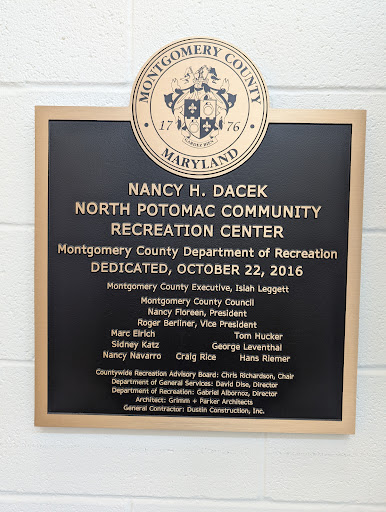 MONTGOMERY COUNTY
17 76
MARYLAND
NANCY H. DACEK
NORTH POTOMAC COMMUNITY
RECREATION CENTER
Montgomery County Department of Recreation
DEDICATED, OCTOBER 22, 2016
Montgomery County Executive, Isiah Leggett
Montgomery County Council
Nancy Floreen, President
Roger Berliner, Vice President
Marc Elrich Tom Hucker
Sidney Katz George Leventhal
Nancy Navarro Craig Rice Hans Riemer
Countywide Recreation Advisory Board: Chris Richardson, Chair
Department of General Services: David Dise, Director
Department of Recreation: Gabriel Albornoz, Director
Architect: Grimm + Parker Architects
General Contractor: Dustin Construction, Inc.